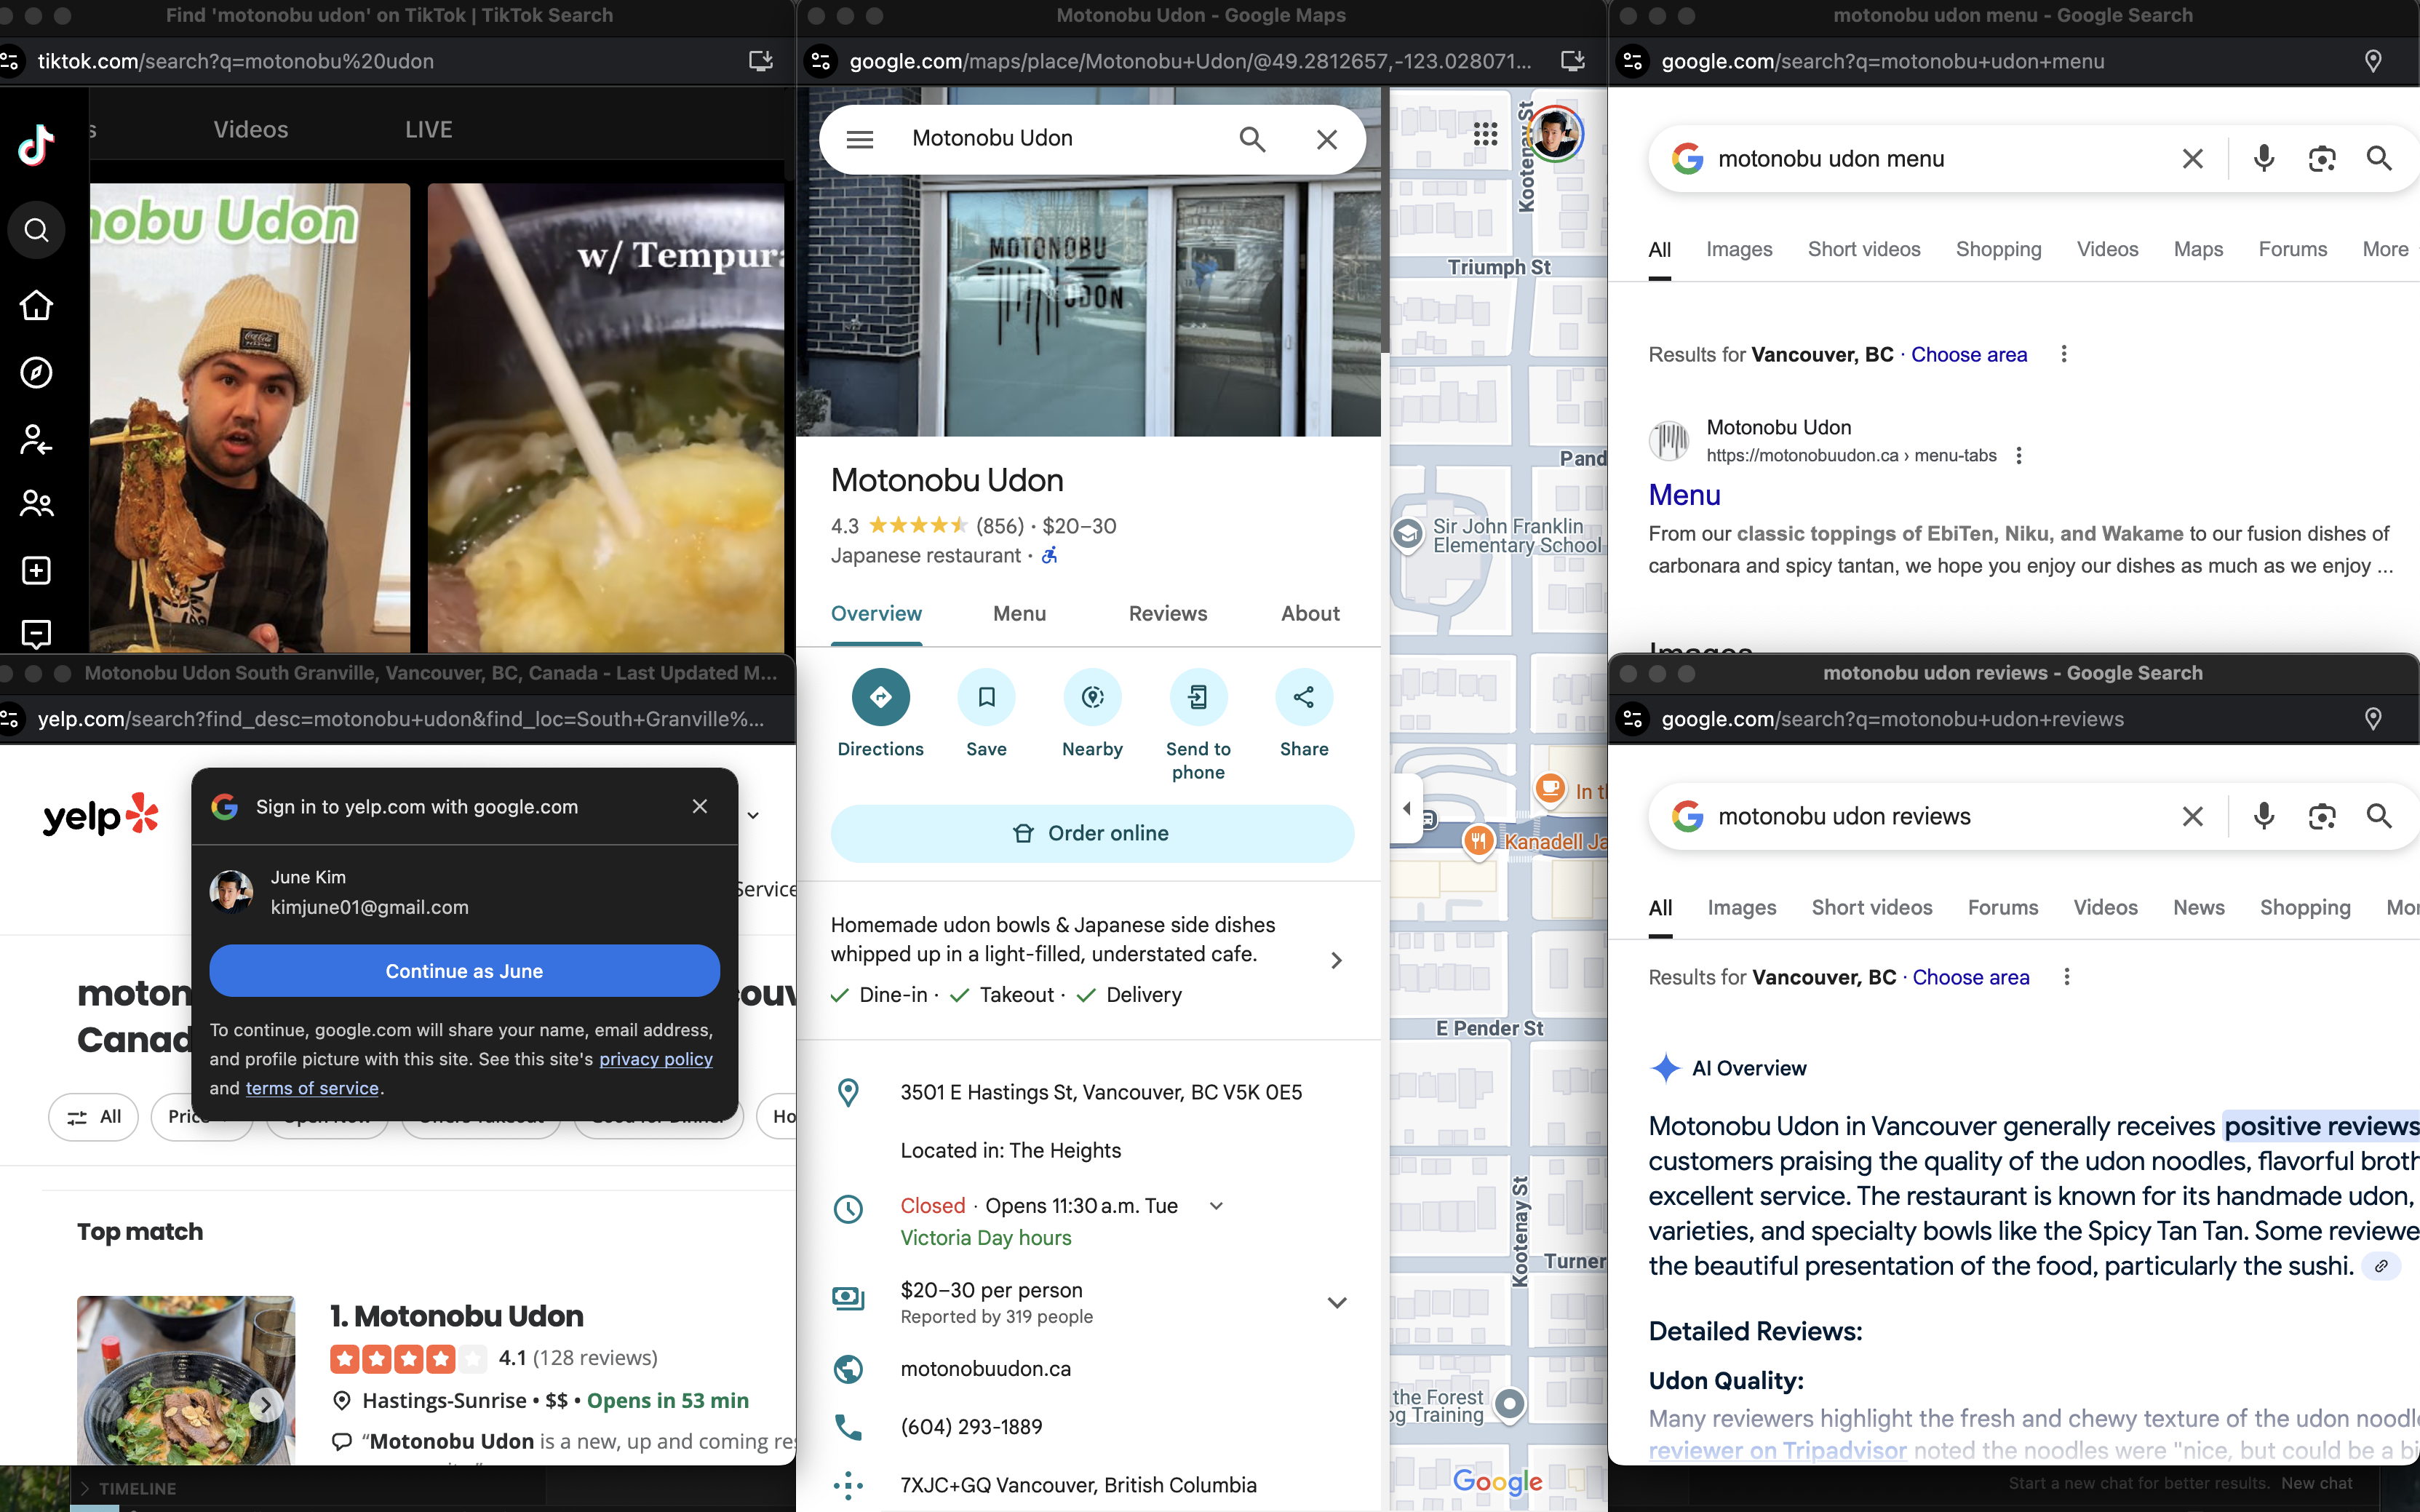 Find 'motonobu udon' on TikTok | TikTok Search
tiktok.com/search?q=motonobu%20udon
s
Videos
LIVE
nobu Udon
w/ Tempura
Motonobu Udon South Granville, Vancouver, BC, Canada - Last Updated M...
yelp.com/search?find_desc=motonobu+udon&find_loc=South+Granville%...
yelp
Sign in to yelp.com with google.com
June Kim
kimjune01@gmail.com
Service
Continue as June
moton
couv
Canad
To continue, google.com will share your name, email address,
and profile picture with this site. See this site's privacy policy
and terms of service.
All
Pric
Open Now
Offers Takeout
Good for Dinner
Ho
Top match
1. Motonobu Udon
4.1 (128 reviews)
Hastings-Sunrise • $$ • Opens in 53 min
“Motonobu Udon is a new, up and coming res
TIMELINE
Motonobu Udon - Google Maps
google.com/maps/place/Motonobu+Udon/@49.2812657,-123.028071...
Motonobu Udon
MOTONOBU
UDON
Motonobu Udon
4.3 (856) · $20–30
Japanese restaurant ·
Overview
Menu
Reviews
About
Directions
Save
Nearby
Send to
phone
Share
Order online
Homemade udon bowls & Japanese side dishes
whipped up in a light-filled, understated cafe.
Dine-in · Takeout · Delivery
3501 E Hastings St, Vancouver, BC V5K 0E5
Located in: The Heights
Closed · Opens 11:30 a.m. Tue
Victoria Day hours
$20–30 per person
Reported by 319 people
motonobuudon.ca
(604) 293-1889
7XJC+GQ Vancouver, British Columbia
Kootenay St
Triumph St
Pand
Sir John Franklin
Elementary School
In th
Kanadell Ja
E Pender St
Kootenay St
Turner
the Forest
og Training
Google
motonobu udon menu - Google Search
google.com/search?q=motonobu+udon+menu
motonobu udon menu
All
Images
Short videos
Shopping
Videos
Maps
Forums
More
Results for Vancouver, BC · Choose area
Motonobu Udon
https://motonobuudon.ca › menu-tabs
Menu
From our classic toppings of EbiTen, Niku, and Wakame to our fusion dishes of
carbonara and spicy tantan, we hope you enjoy our dishes as much as we enjoy ...
Images
motonobu udon reviews - Google Search
google.com/search?q=motonobu+udon+reviews
motonobu udon reviews
All
Images
Short videos
Forums
Videos
News
Shopping
Mor
Results for Vancouver, BC · Choose area
AI Overview
Motonobu Udon in Vancouver generally receives positive reviews
customers praising the quality of the udon noodles, flavorful broth
excellent service. The restaurant is known for its handmade udon,
varieties, and specialty bowls like the Spicy Tan Tan. Some reviewe
the beautiful presentation of the food, particularly the sushi.
Detailed Reviews:
Udon Quality:
Many reviewers highlight the fresh and chewy texture of the udon noodl
reviewer on Tripadvisor noted the noodles were "nice, but could be a bi
Start a new chat for better results. New chat